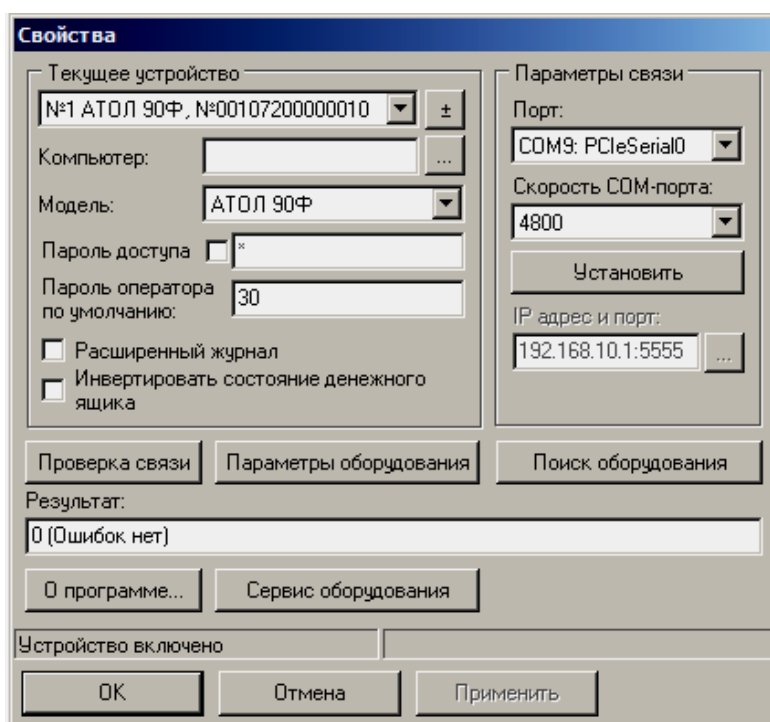 Свойства
Текущее устройство
№1 АТОЛ 90Ф, №00107200000010
±
Компьютер:
...
Модель:
АТОЛ 90Ф
Пароль доступа
*
Пароль оператора
по умолчанию:
30
Расширенный журнал
Инвертировать состояние денежного
ящика
Параметры связи
Порт:
COM9: PCIeSerial0
Скорость COM-порта:
4800
Установить
IP адрес и порт:
192.168.10.1:5555
...
Проверка связи
Параметры оборудования
Поиск оборудования
Результат:
0 (Ошибок нет)
О программе...
Сервис оборудования
Устройство включено
ОК
Отмена
Применить